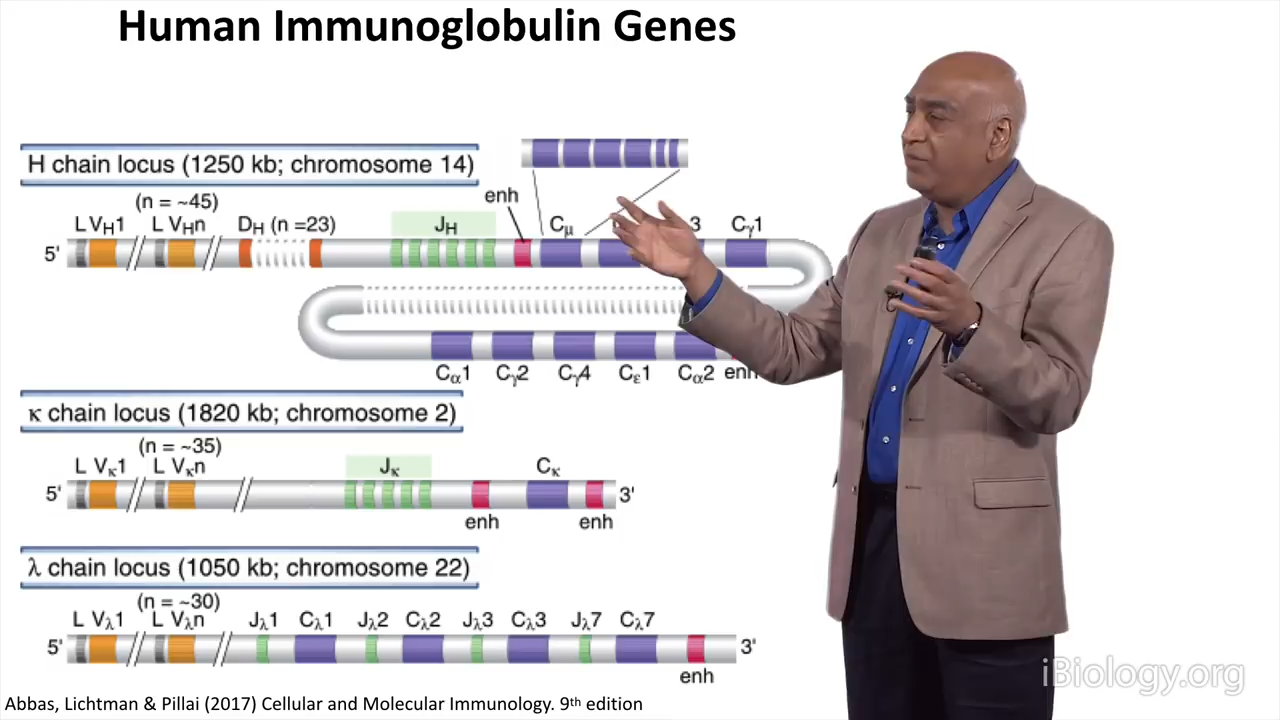 Human Immunoglobulin Genes
H chain locus (1250 kb; chromosome 14)
(n = ~45)
enh
L VH1 L VHn DH (n =23) JH Cμ 3 Cγ1
5'
Cα1 Cγ2 Cγ4 Cε1 Cα2 enh
κ chain locus (1820 kb; chromosome 2)
(n = ~35)
L Vκ1 L Vκn Jκ Cκ
5' 3'
enh enh
λ chain locus (1050 kb; chromosome 22)
(n = ~30)
L Vλ1 L Vλn Jλ1 Cλ1 Jλ2 Cλ2 Jλ3 Cλ3 Jλ7 Cλ7
5' 3'
enh
iBiology.org
Abbas, Lichtman & Pillai (2017) Cellular and Molecular Immunology. 9th edition